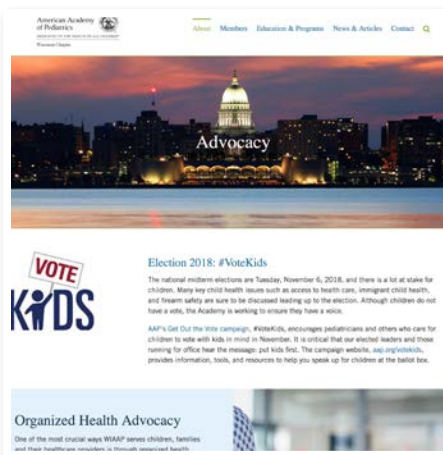 American Academy
of Pediatrics
DEDICATED TO THE HEALTH OF ALL CHILDREN®
Wisconsin Chapter
About Members Education & Programs News & Articles Contact
Advocacy
VOTE
KIDS
Election 2018: #VoteKids
The national midterm elections are Tuesday, November 6, 2018, and there is a lot at stake for
children. Many key child health issues such as access to health care, immigrant child health,
and firearm safety are sure to be discussed leading up to the election. Although children do not
have a vote, the Academy is working to ensure they have a voice.
AAP's Get Out the Vote campaign, #VoteKids, encourages pediatricians and others who care for
children to vote with kids in mind in November. It is critical that our elected leaders and those
running for office hear the message: put kids first. The campaign website, aap.org/votekids,
provides information, tools, and resources to help you speak up for children at the ballot box.
Organized Health Advocacy
One of the most crucial ways WIAAP serves children, families
and their healthcare providers is through organized health